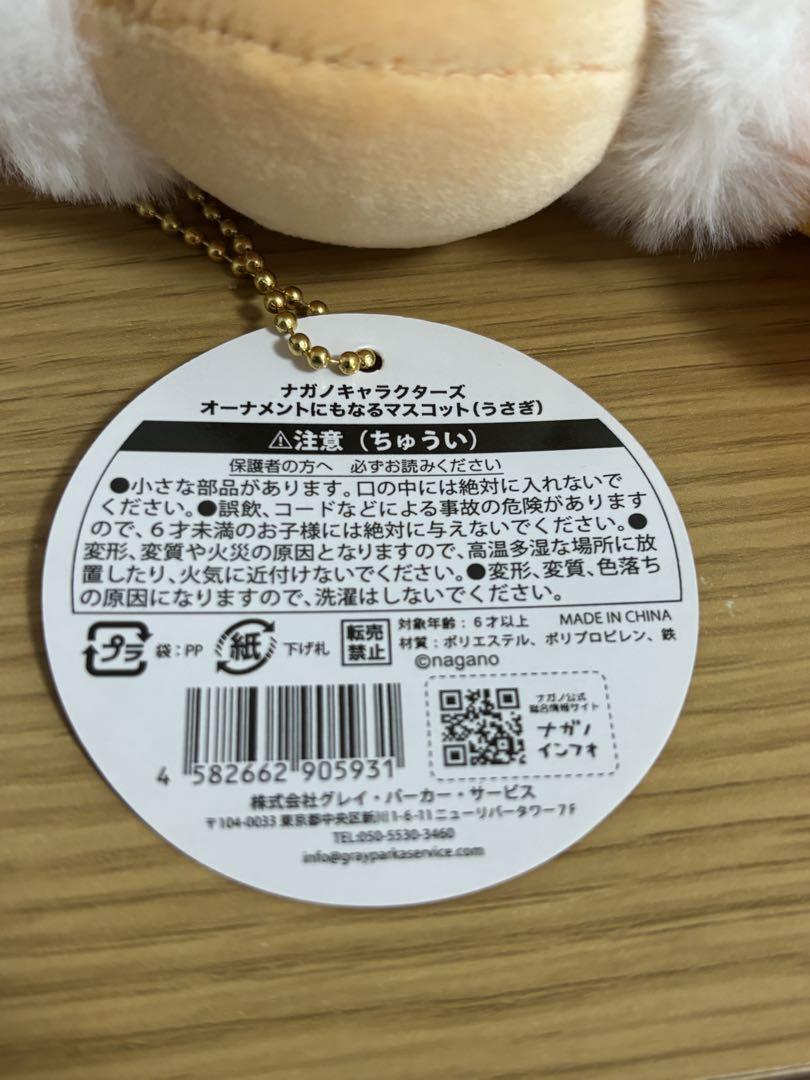 ナガノキャラクターズ
オーナメントにもなるマスコット(うさぎ)
⚠注意(ちゅうい)
保護者の方へ 必ずお読みください
●小さな部品があります。口の中には絶対に入れないで
ください。●誤飲、コードなどによる事故の危険があります
ので、6才未満のお子様には絶対に与えないでください。●
変形、変質や火災の原因となりますので、高温多湿な場所に放
置したり、火気に近付けないでください。●変形、変質、色落ち
の原因になりますので、洗濯はしないでください。
プラ 袋:PP 紙 下げ札 転売禁止
対象年齢:6才以上 MADE IN CHINA
材質:ポリエステル、ポリプロピレン、鉄
©nagano
ナガノ公式
総合情報サイト
ナガノ
インフォ
4 582662 905931
株式会社グレイ・パーカー・サービス
〒104-0033 東京都中央区新川1-6-11 ニューリバータワー7F
TEL:050-5530-3460
info@grayparkaservice.com